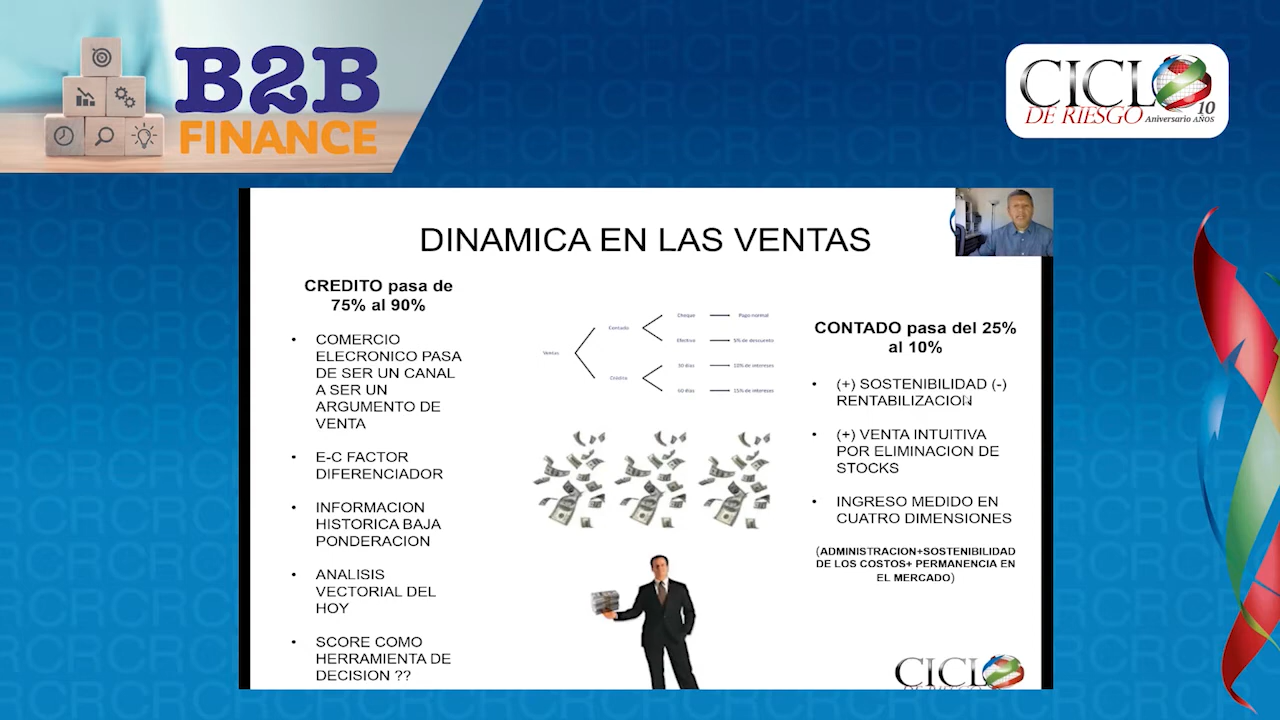 B2B
FINANCE
CICLO
DE RIESGO
10
Aniversario AÑOS
DINAMICA EN LAS VENTAS
CREDITO pasa de
75% al 90%
• COMERCIO
ELECRONICO PASA
DE SER UN CANAL
A SER UN
ARGUMENTO DE
VENTA
• E-C FACTOR
DIFERENCIADOR
• INFORMACION
HISTORICA BAJA
PONDERACION
• ANALISIS
VECTORIAL DEL
HOY
• SCORE COMO
HERRAMIENTA DE
DECISION ??
Ventas
Contado
Cheque
Pago normal
Efectivo
5% de descuento
Crédito
30 días
10% de intereses
60 días
15% de intereses
CONTADO pasa del 25%
al 10%
• (+) SOSTENIBILIDAD (-)
RENTABILIZACION
• (+) VENTA INTUITIVA
POR ELIMINACION DE
STOCKS
• INGRESO MEDIDO EN
CUATRO DIMENSIONES
(ADMINISTRACION+SOSTENIBILIDAD
DE LOS COSTOS+ PERMANENCIA EN
EL MERCADO)
CICLO
DE RIESGO